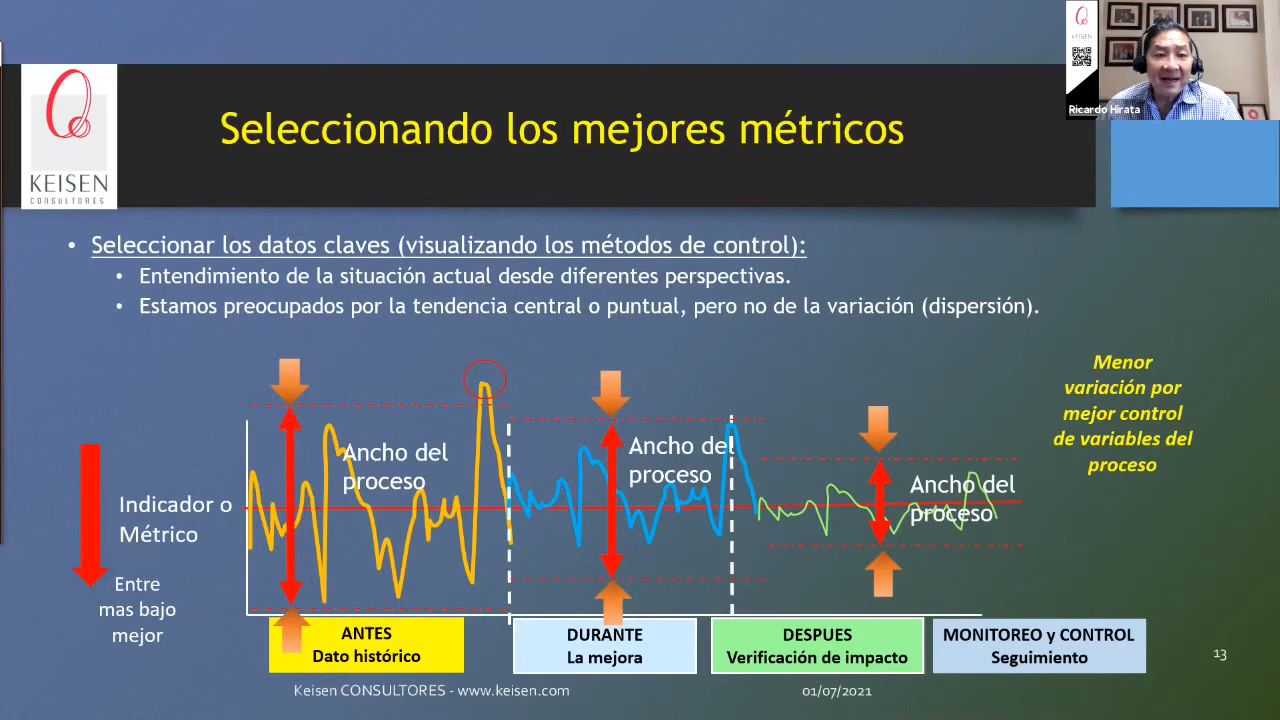 KEISEN
Ricardo Hirata
KEISEN
CONSULTORES
Seleccionando los mejores métricos
• Seleccionar los datos claves (visualizando los métodos de control):
• Entendimiento de la situación actual desde diferentes perspectivas.
• Estamos preocupados por la tendencia central o puntual, pero no de la variación (dispersión).
Menor
variación por
mejor control
de variables del
proceso
Ancho del
proceso
Ancho del
proceso
Ancho del
proceso
Indicador o
Métrico
Entre
mas bajo
mejor
ANTES
Dato histórico
DURANTE
La mejora
DESPUES
Verificación de impacto
MONITOREO y CONTROL
Seguimiento
13
Keisen CONSULTORES - www.keisen.com
01/07/2021